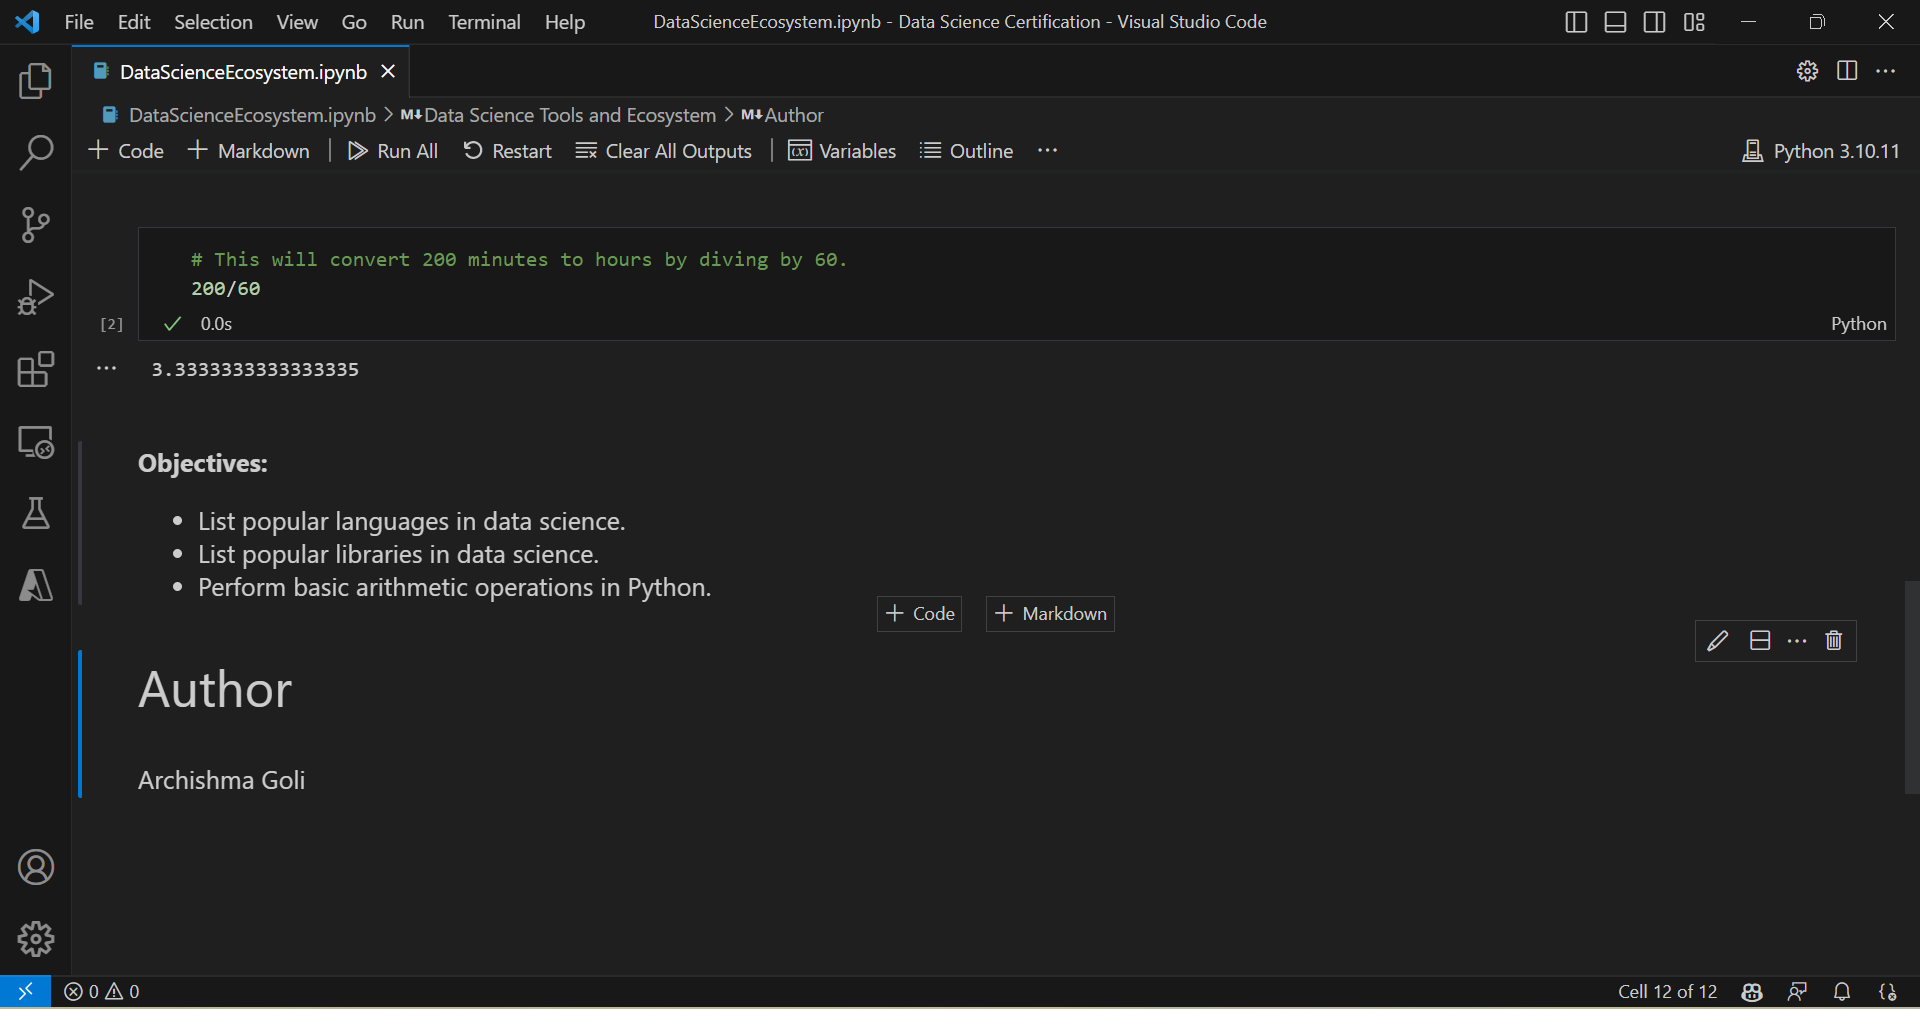 File Edit Selection View Go Run Terminal Help DataScienceEcosystem.ipynb - Data Science Certification - Visual Studio Code
DataScienceEcosystem.ipynb
DataScienceEcosystem.ipynb > M↓Data Science Tools and Ecosystem > M↓Author
+ Code + Markdown | Run All Restart Clear All Outputs | (x) Variables Outline ··· Python 3.10.11
# This will convert 200 minutes to hours by diving by 60.
200/60
[2] ✓ 0.0s Python
··· 3.3333333333333335
Objectives:
• List popular languages in data science.
• List popular libraries in data science.
• Perform basic arithmetic operations in Python.
+ Code + Markdown
Author
Archishma Goli
0 0 Cell 12 of 12